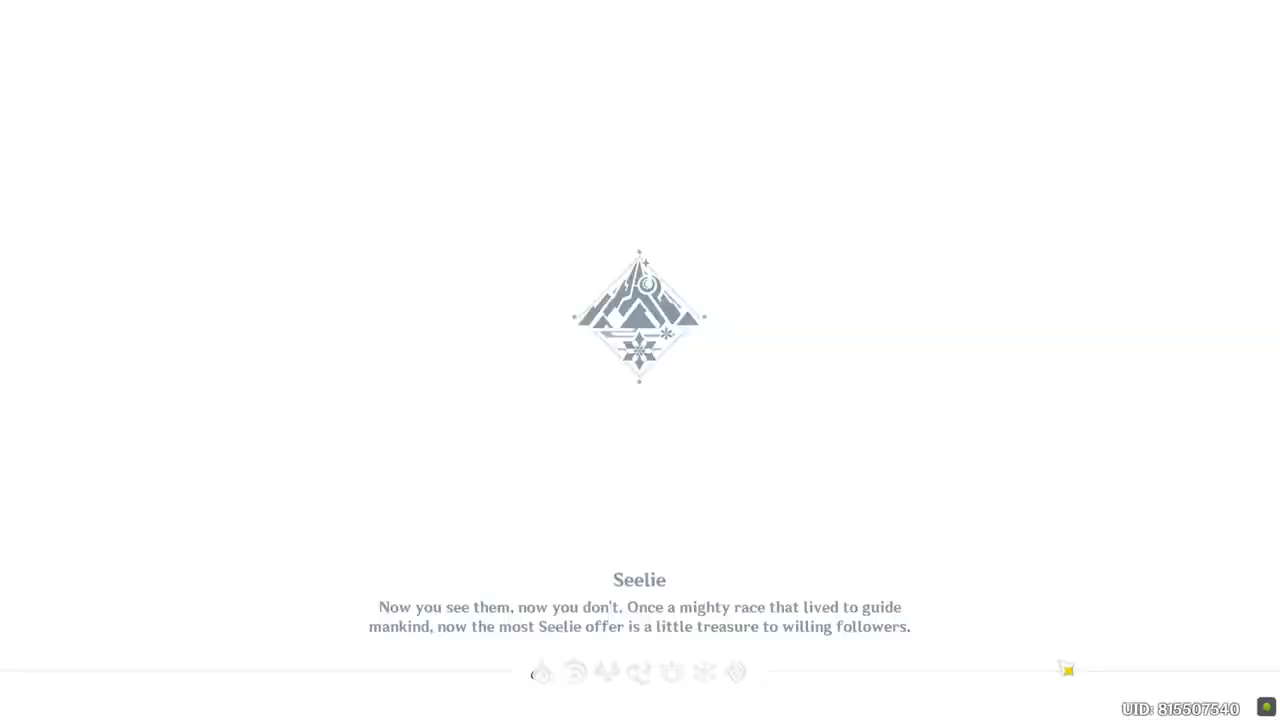 Seelie
Now you see them, now you don't. Once a mighty race that lived to guide
mankind, now the most Seelie offer is a little treasure to willing followers.
UID: 815507540